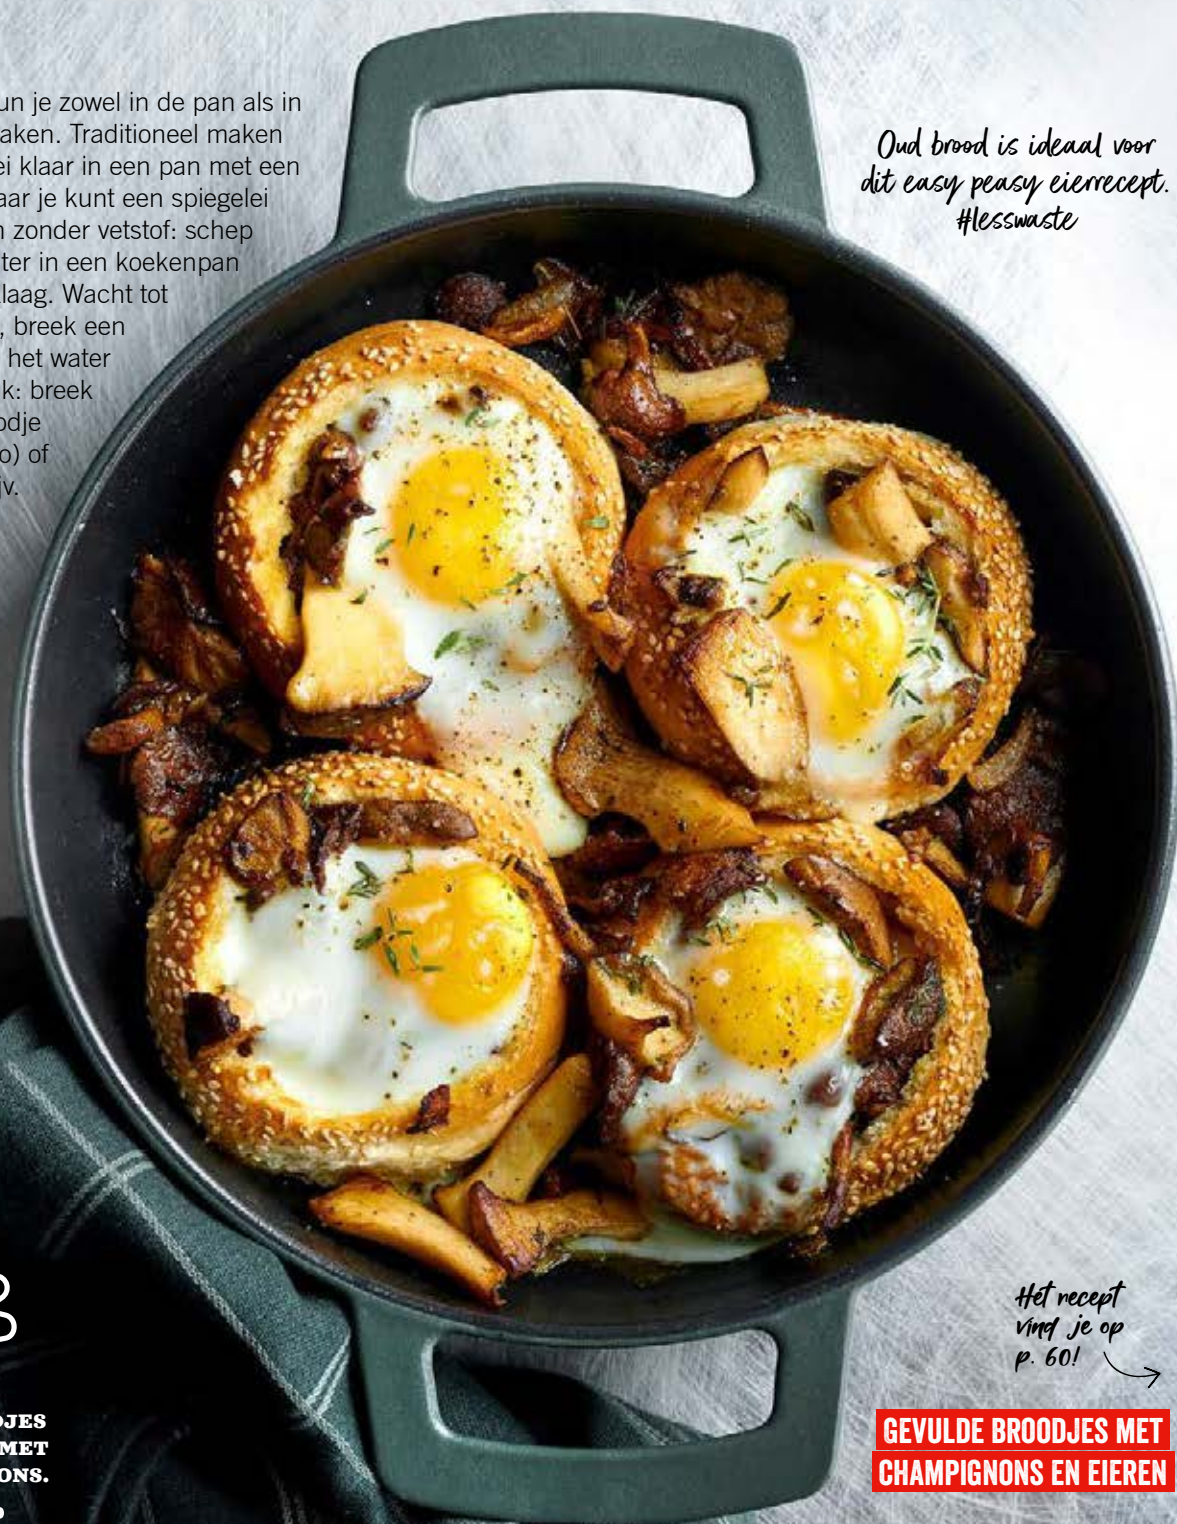 un je zowel in de pan als in
aken. Traditioneel maken
ei klaar in een pan met een
aar je kunt een spiegelei
n zonder vetstof: schep
ter in een koekenpan
laag. Wacht tot
, breek een
het water
k: breek
odje
o) of
jv.
Oud brood is ideaal voor
dit easy peasy eierrecept.
#lesswaste
DJES
MET
ONS.
Het recept
vind je op
p. 60!
GEVULDE BROODJES MET
CHAMPIGNONS EN EIEREN